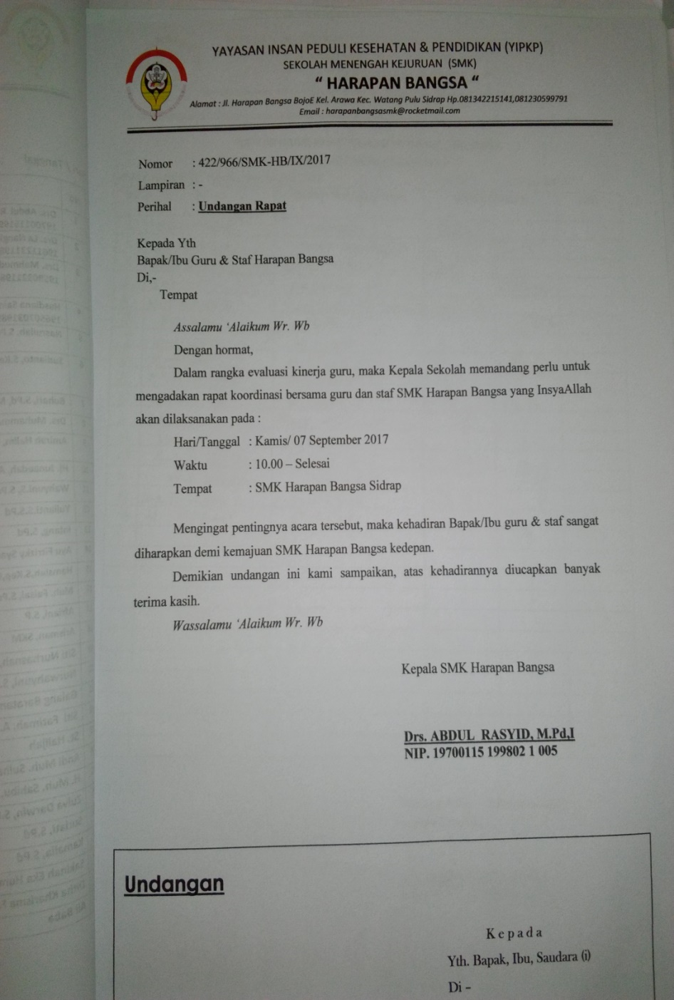 YAYASAN INSAN PEDULI KESEHATAN & PENDIDIKAN (YIPKP)
SEKOLAH MENENGAH KEJURUAN (SMK)
“ HARAPAN BANGSA “
Alamat : Jl. Harapan Bangsa BojoE Kel. Arawa Kec. Watang Pulu Sidrap Hp.081342215141,081230599791
Email : harapanbangsasmk@rocketmail.com
Nomor : 422/966/SMK-HB/IX/2017
Lampiran : -
Perihal : Undangan Rapat
Kepada Yth
Bapak/Ibu Guru & Staf Harapan Bangsa
Di,-
Tempat
Assalamu ‘Alaikum Wr. Wb
Dengan hormat,
Dalam rangka evaluasi kinerja guru, maka Kepala Sekolah memandang perlu untuk
mengadakan rapat koordinasi bersama guru dan staf SMK Harapan Bangsa yang InsyaAllah
akan dilaksanakan pada :
Hari/Tanggal : Kamis/ 07 September 2017
Waktu : 10.00 – Selesai
Tempat : SMK Harapan Bangsa Sidrap
Mengingat pentingnya acara tersebut, maka kehadiran Bapak/Ibu guru & staf sangat
diharapkan demi kemajuan SMK Harapan Bangsa kedepan.
Demikian undangan ini kami sampaikan, atas kehadirannya diucapkan banyak
terima kasih.
Wassalamu ‘Alaikum Wr. Wb
Kepala SMK Harapan Bangsa
Drs. ABDUL RASYID, M.Pd,I
NIP. 19700115 199802 1 005
Undangan
Kepada
Yth. Bapak, Ibu, Saudara (i)
Di –